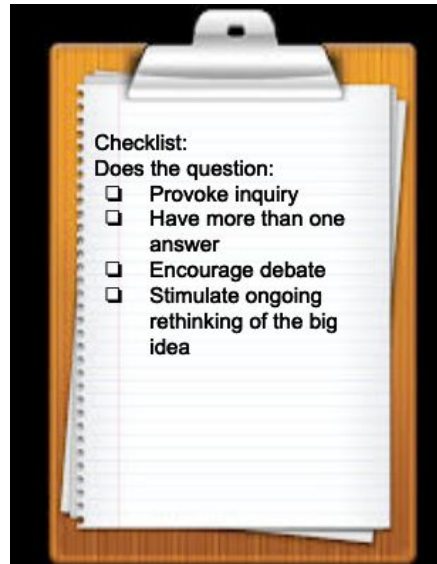 Checklist:
Does the question:
❏ Provoke inquiry
❏ Have more than one
answer
❏ Encourage debate
❏ Stimulate ongoing
rethinking of the big
idea